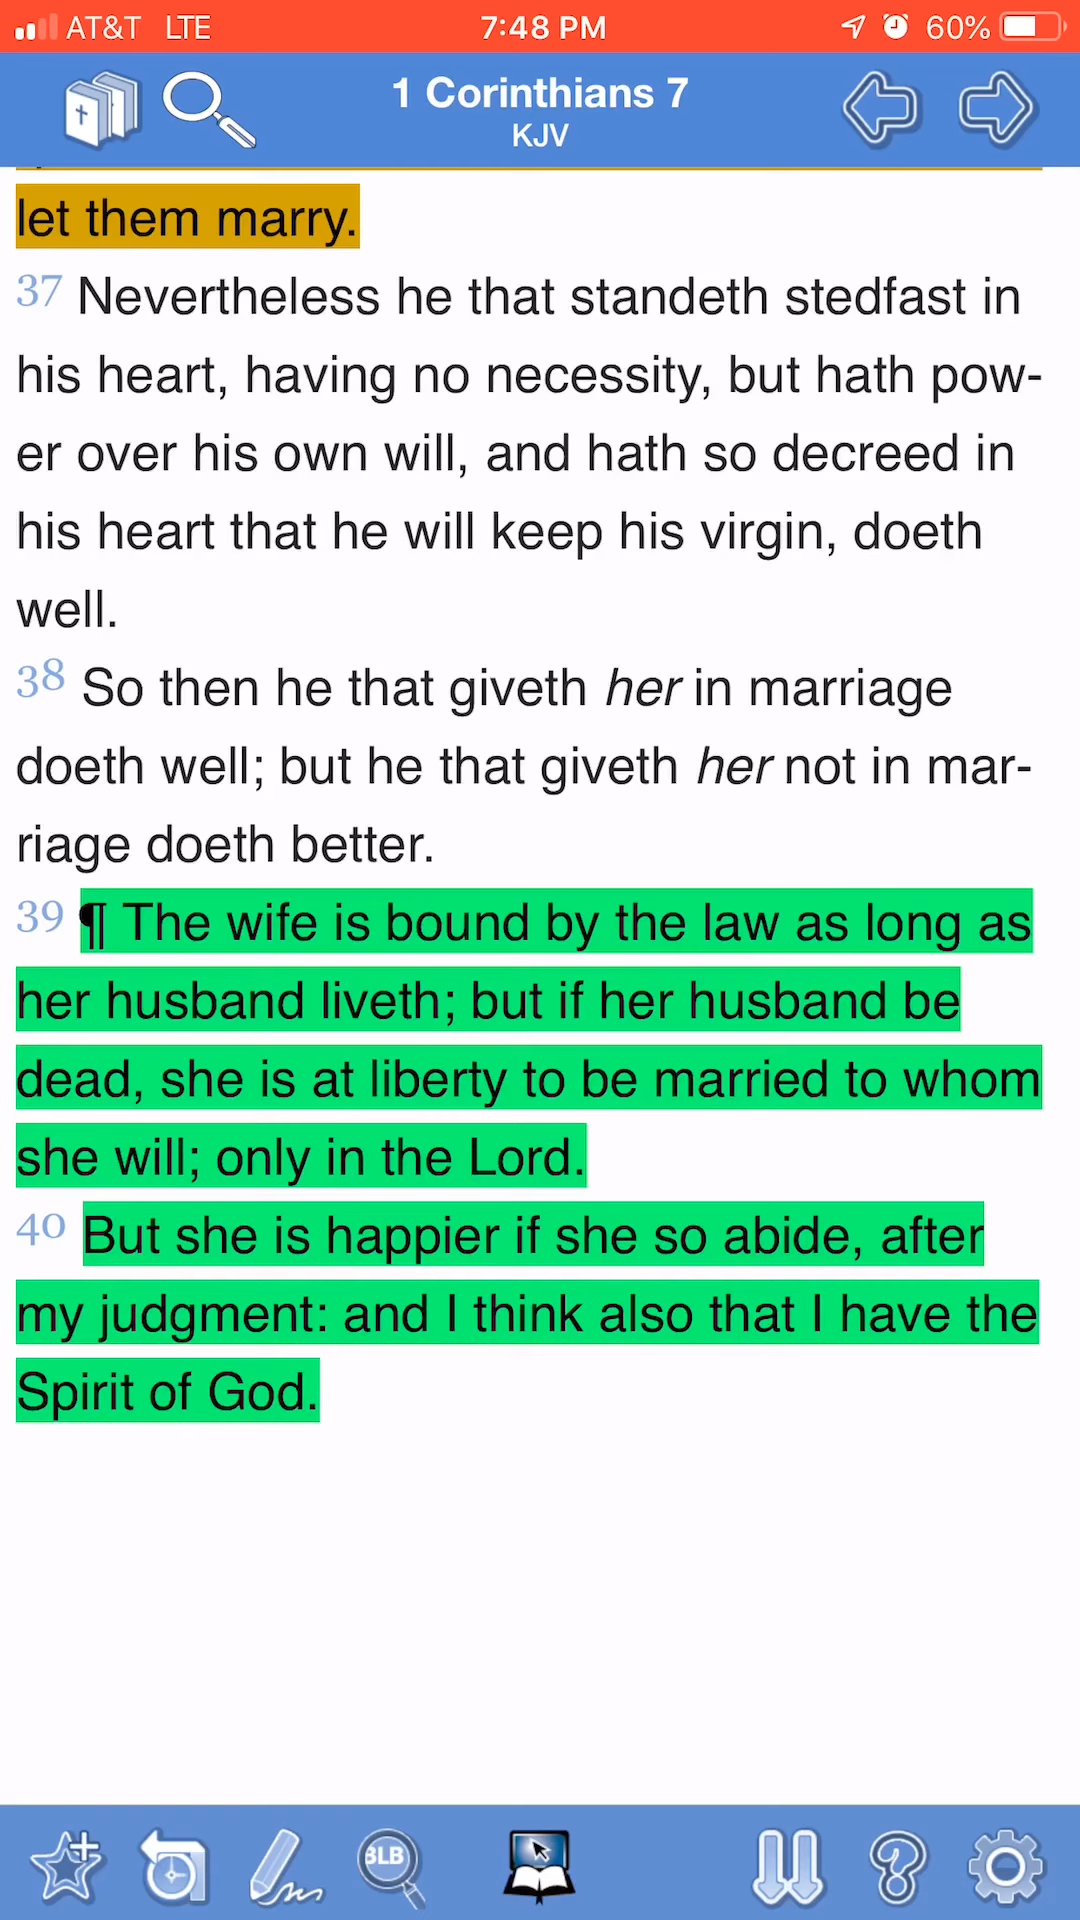 AT&T LTE 7:48 PM 60%
1 Corinthians 7
KJV
let them marry.
37 Nevertheless he that standeth stedfast in
his heart, having no necessity, but hath pow-
er over his own will, and hath so decreed in
his heart that he will keep his virgin, doeth
well.
38 So then he that giveth her in marriage
doeth well; but he that giveth her not in mar-
riage doeth better.
39 ¶ The wife is bound by the law as long as
her husband liveth; but if her husband be
dead, she is at liberty to be married to whom
she will; only in the Lord.
40 But she is happier if she so abide, after
my judgment: and I think also that I have the
Spirit of God.
BLB